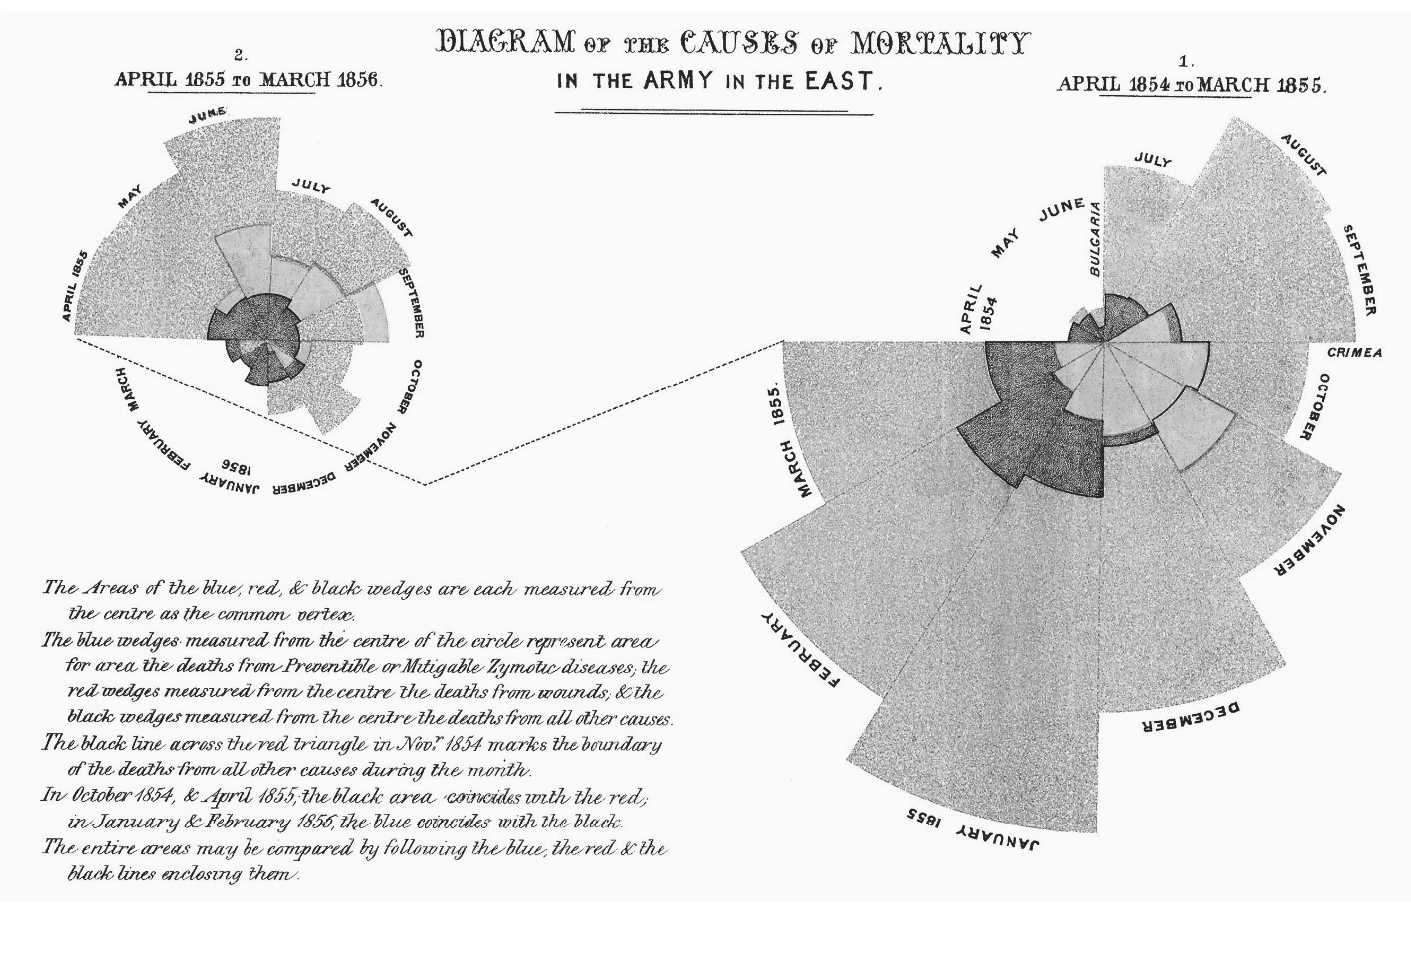 DIAGRAM OF THE CAUSES OF MORTALITY
IN THE ARMY IN THE EAST.
2.
APRIL 1855 TO MARCH 1856.
1.
APRIL 1854 TO MARCH 1855.
JUNE
MAY
APRIL 1855
JULY
AUGUST
SEPTEMBER
OCTOBER
NOVEMBER
DECEMBER
JANUARY
1856
FEBRUARY
MARCH
APRIL
1854
MAY
JUNE
BULGARIA
JULY
AUGUST
SEPTEMBER
CRIMEA
OCTOBER
NOVEMBER
DECEMBER
JANUARY 1855
FEBRUARY
MARCH 1855.
The Areas of the blue, red, & black wedges are each measured from
the centre as the common vertex.
The blue wedges measured from the centre of the circle represent area
for area the deaths from Preventible or Mitigable Zymotic diseases; the
red wedges measured from the centre the deaths from wounds; & the
black wedges measured from the centre the deaths from all other causes.
The black line across the red triangle in Novr. 1854 marks the boundary
of the deaths from all other causes during the month.
In October 1854, & April 1855, the black area coincides with the red;
in January & February 1856, the blue coincides with the black.
The entire areas may be compared by following the blue, the red & the
black lines enclosing them.